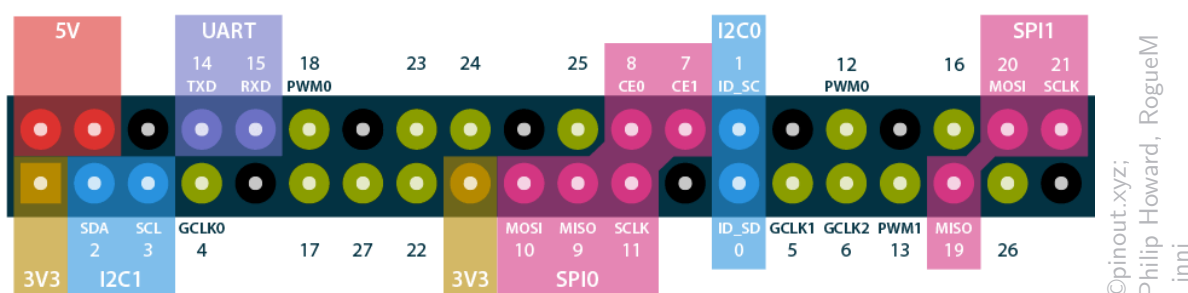 5V UART I2C0 SPI1
14 15 18 23 24 25 8 7 1 12 16 20 21
TXD RXD PWM0 CE0 CE1 ID_SC PWM0 MOSI SCLK
SDA SCL GCLK0 MOSI MISO SCLK ID_SD GCLK1 GCLK2 PWM1 MISO
2 3 4 17 27 22 10 9 11 0 5 6 13 19 26
3V3 I2C1 3V3 SPI0
©pinout.xyz;
Philip Howard, RogueM
inni